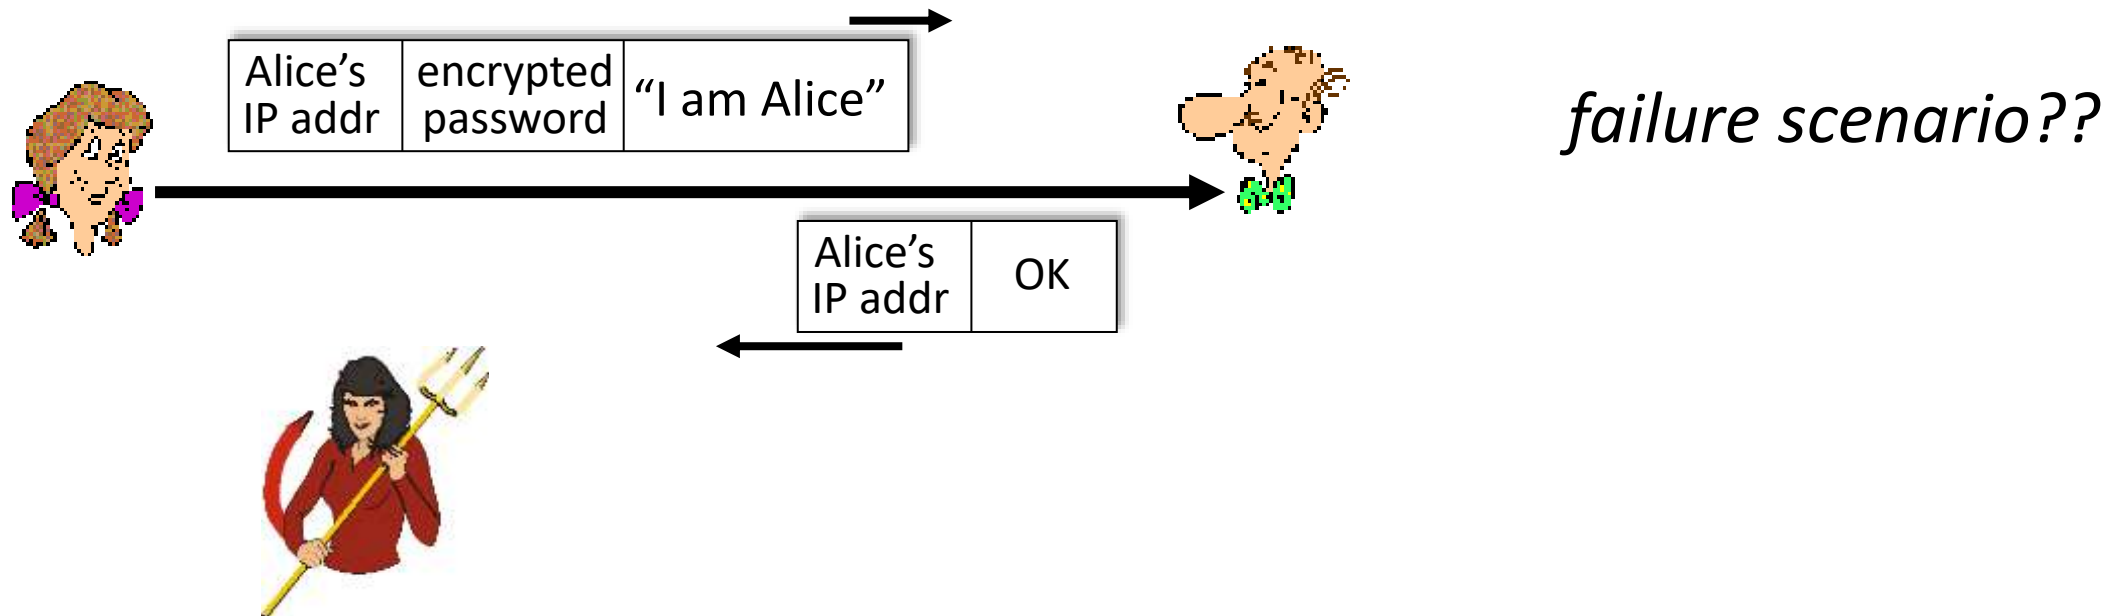 Alice’s
IP addr
encrypted
password
“I am Alice”
failure scenario??
Alice’s
IP addr
OK